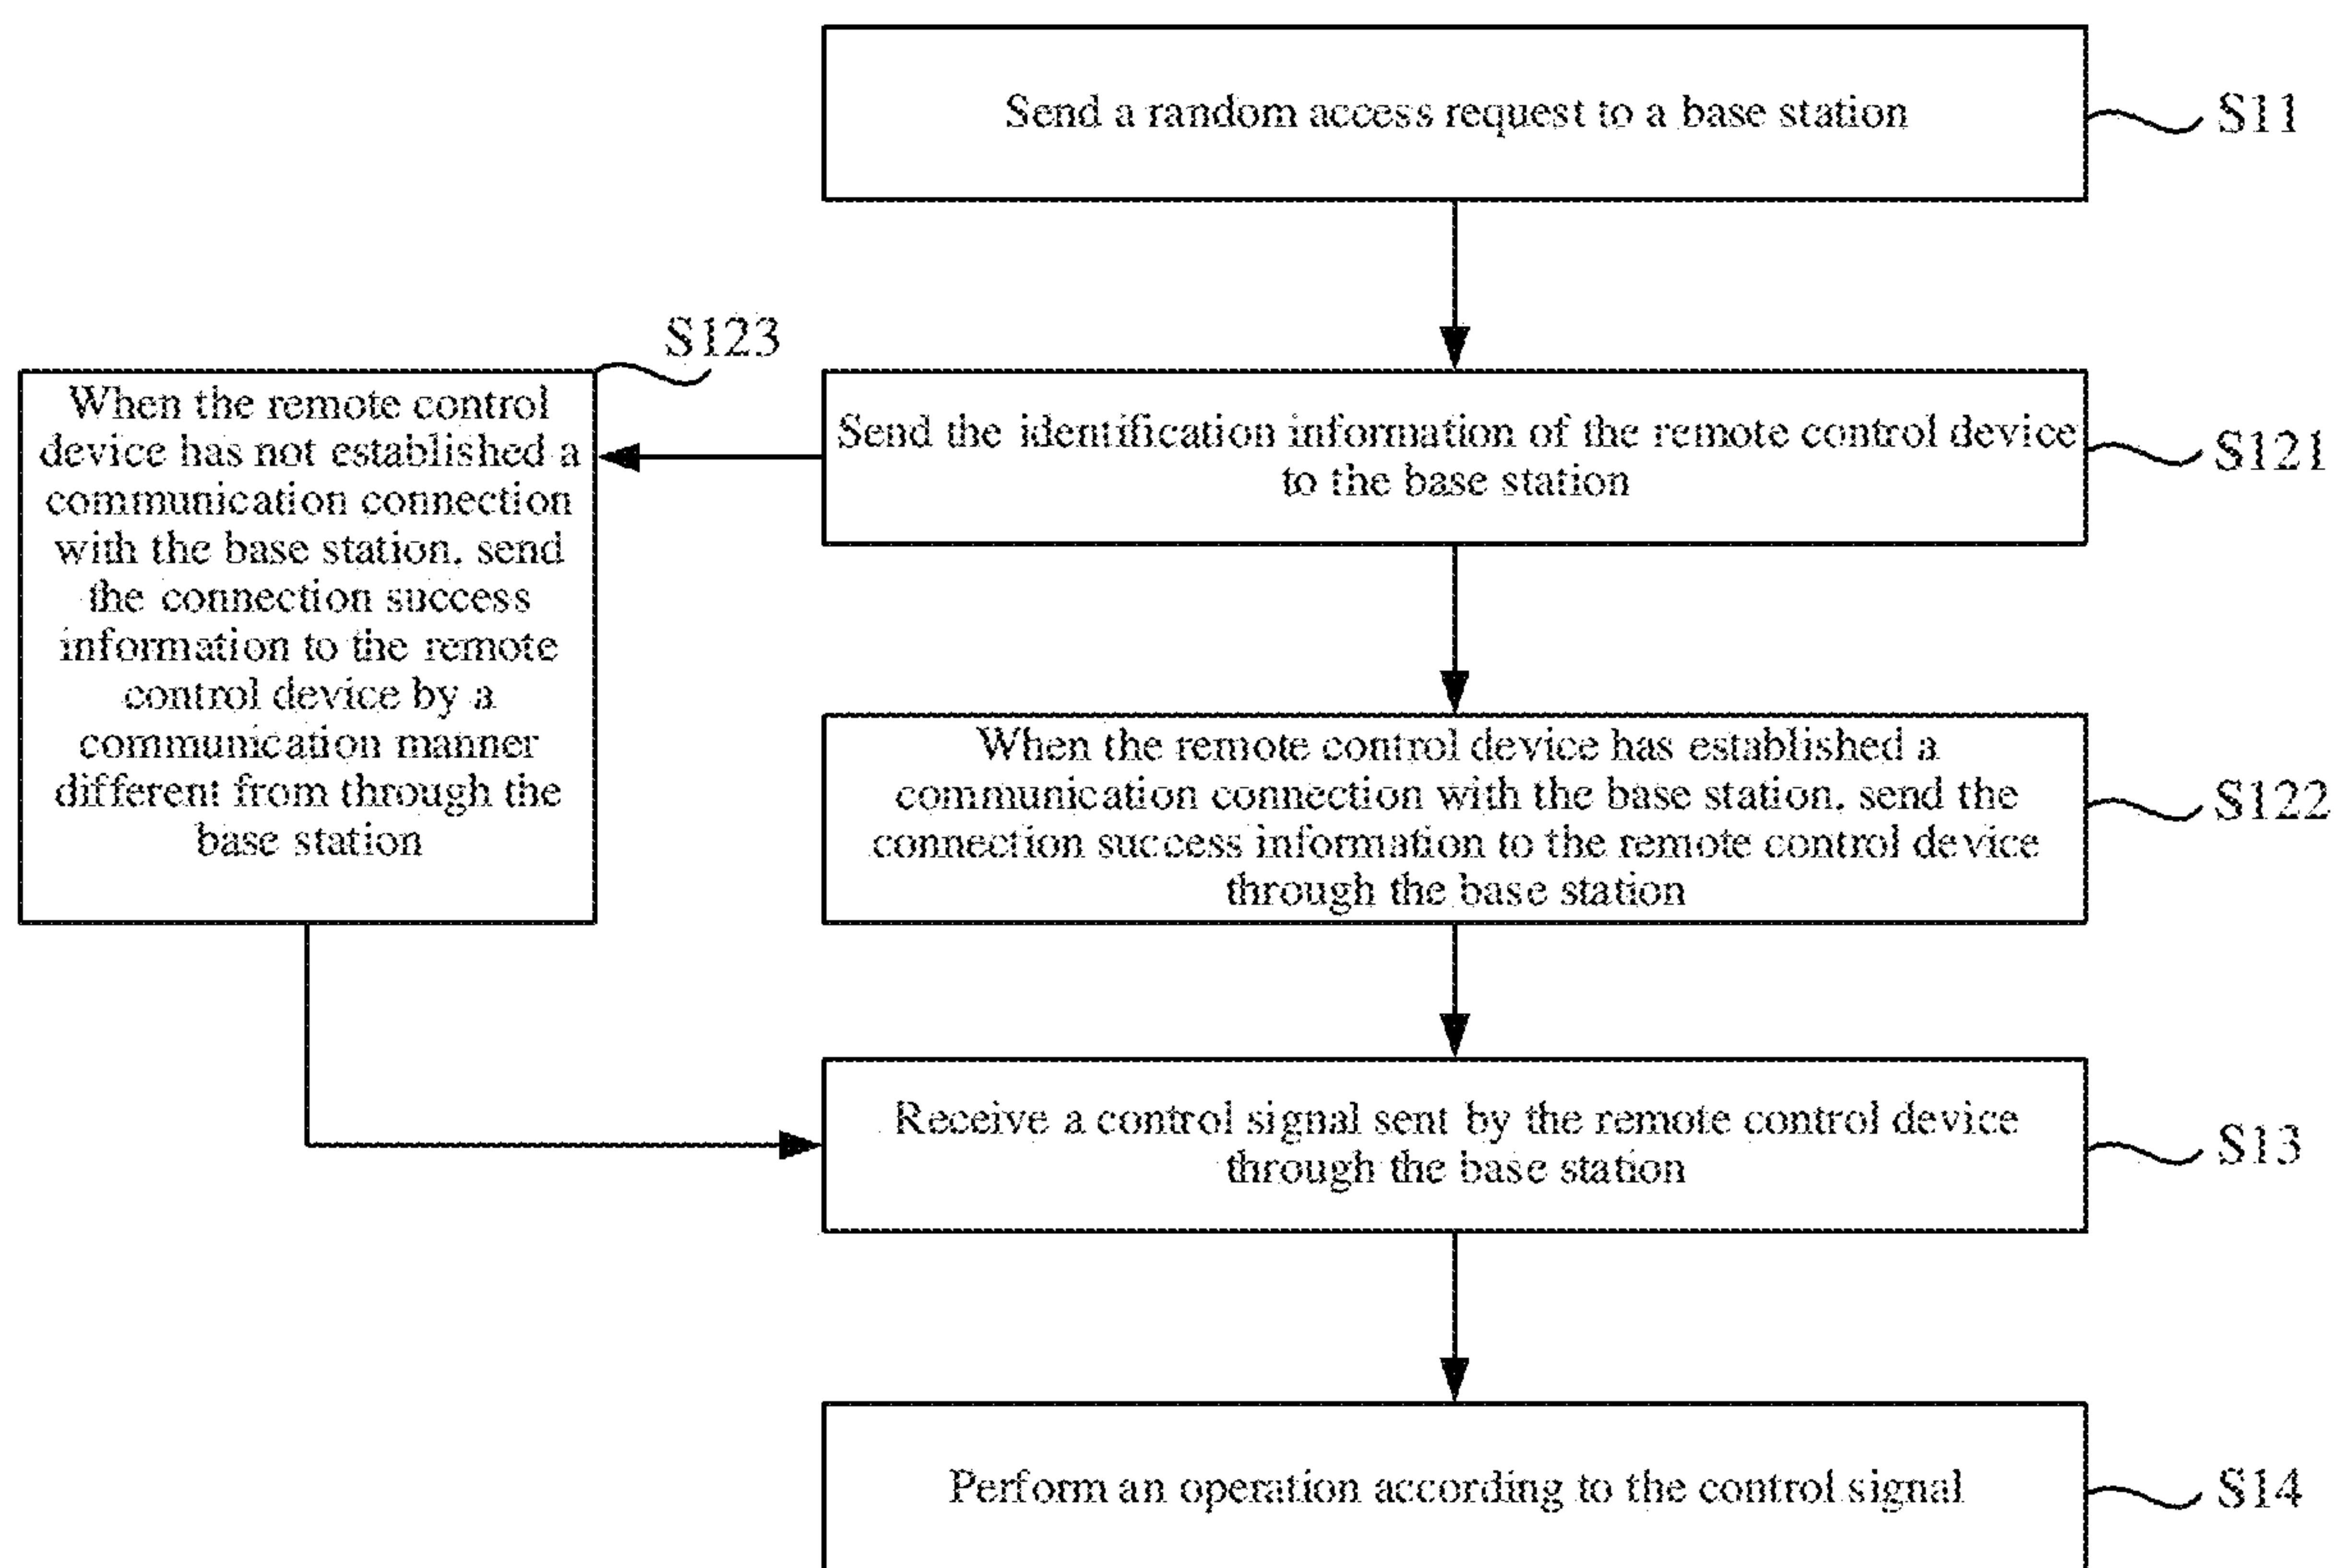 Send a random access request to a base station
S11
S123
When the remote control
device has not established a
communication connection
with the base station, send
the connection success
information to the remote
control device by a
communication manner
different from through the
base station
Send the identification information of the remote control device
to the base station
S121
When the remote control device has established a
communication connection with the base station, send the
connection success information to the remote control device
through the base station
S122
Receive a control signal sent by the remote control device
through the base station
S13
Perform an operation according to the control signal
S14